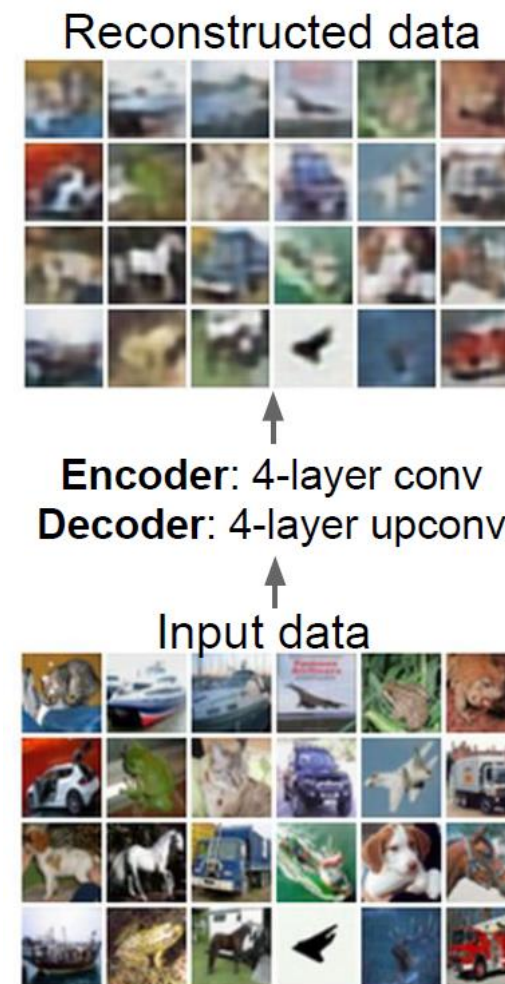 Reconstructed data
Encoder: 4-layer conv
Decoder: 4-layer upconv
Input data